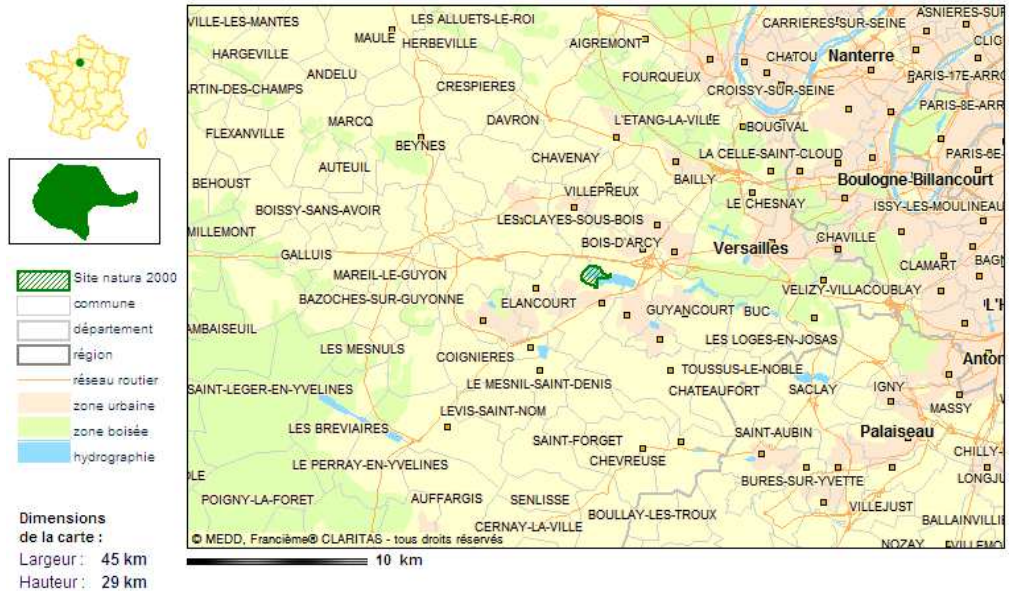 VILLE-LES-MANTES
LES ALLUETS-LE-ROI
CARRIERES-SUR-SEINE
MAULE
HERBEVILLE
AIGREMONT
HARGEVILLE
CHATOU
Nanterre
ANDELU
FOURQUEUX
PARIS-17E-ARR
RTIN-DES-CHAMPS
CRESPIERES
CROISSY-SUR-SEINE
PARIS-8E-ARR
MARCQ
DAVRON
L'ETANG-LA-VILLE
FLEXANVILLE
BOUGIVAL
BEYNES
CHAVENAY
LA CELLE-SAINT-CLOUD
AUTEUIL
BAILLY
BEHOUST
VILLEPREUX
Boulogne-Billancourt
BOISSY-SANS-AVOIR
LES CLAYES-SOUS-BOIS
LE CHESNAY
ISSY-LES-MOULINEAU
MILLEMONT
BOIS-D'ARCY
Versailles
CHAVILLE
GALLUIS
CLAMART
BAGN
MAREIL-LE-GUYON
Site natura 2000
BAZOCHES-SUR-GUYONNE
ELANCOURT
VELIZY-VILLACOUBLAY
commune
GUYANCOURT
BUC
L'H
AMBAISEUIL
département
LES MESNULS
LES LOGES-EN-JOSAS
région
COIGNIERES
Anton
TOUSSUS-LE-NOBLE
réseau routier
SAINT-LEGER-EN-YVELINES
LE MESNIL-SAINT-DENIS
CHATEAUFORT
SACLAY
IGNY
zone urbaine
LEVIS-SAINT-NOM
MASSY
zone boisée
LES BREVIAIRES
SAINT-FORGET
SAINT-AUBIN
Palaiseau
hydrographie
CHEVREUSE
CHILLY-
LE PERRAY-EN-YVELINES
BURES-SUR-YVETTE
LONGJU
POIGNY-LA-FORET
AUFFARGIS
SENLISSE
VILLEJUST
BOULLAY-LES-TROUX
BALLAINVILLIE
CERNAY-LA-VILLE
© MEDD, Francième® CLARITAS - tous droits réservés
NOZAY
Dimensions
de la carte :
10 km
Largeur : 45 km
Hauteur : 29 km